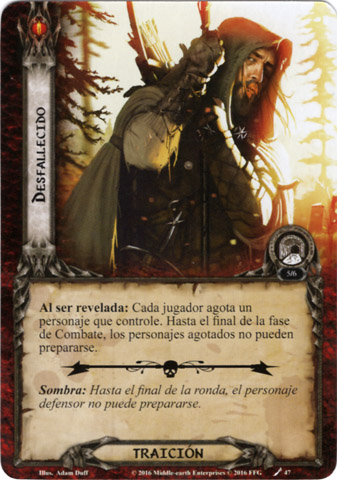 DESFALLECIDO
5/6
Al ser revelada: Cada jugador agota un
personaje que controle. Hasta el final de la fase
de Combate, los personajes agotados no pueden
prepararse.
Sombra: Hasta el final de la ronda, el personaje
defensor no puede prepararse.
TRAICIÓN
Illus. Adam Duff © 2016 Middle-earth Enterprises © 2016 FFG 47